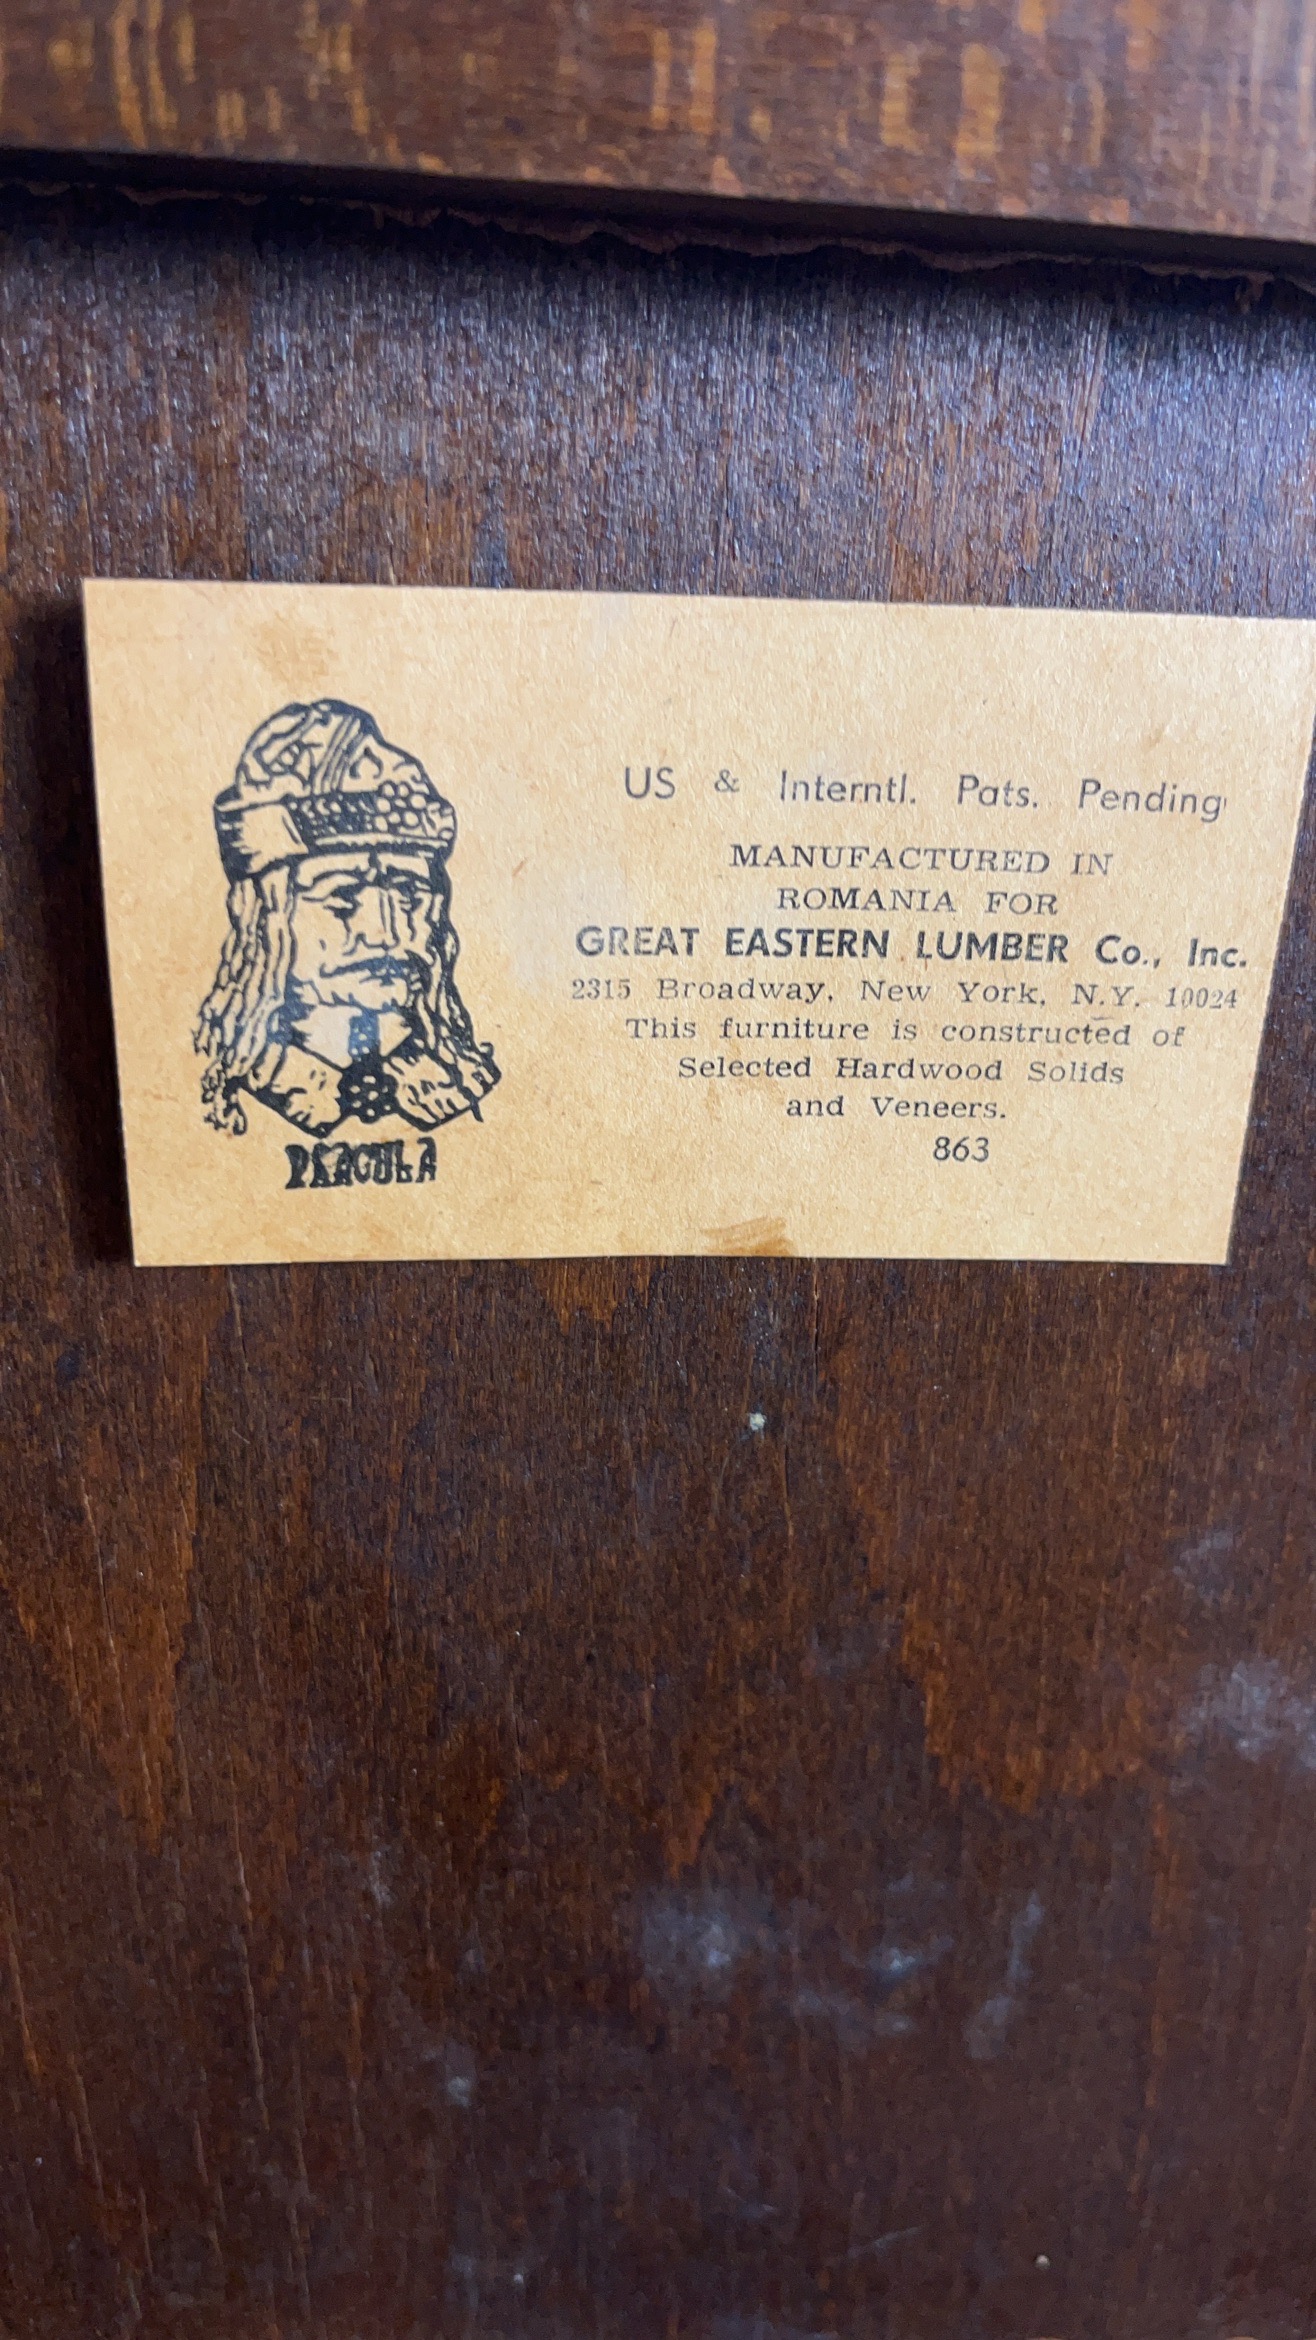 US & Interntl. Pats. Pending
MANUFACTURED IN
ROMANIA FOR
GREAT EASTERN LUMBER Co., Inc.
2315 Broadway, New York, N.Y. 10024
This furniture is constructed of
Selected Hardwood Solids
and Veneers.
863
DRACULA